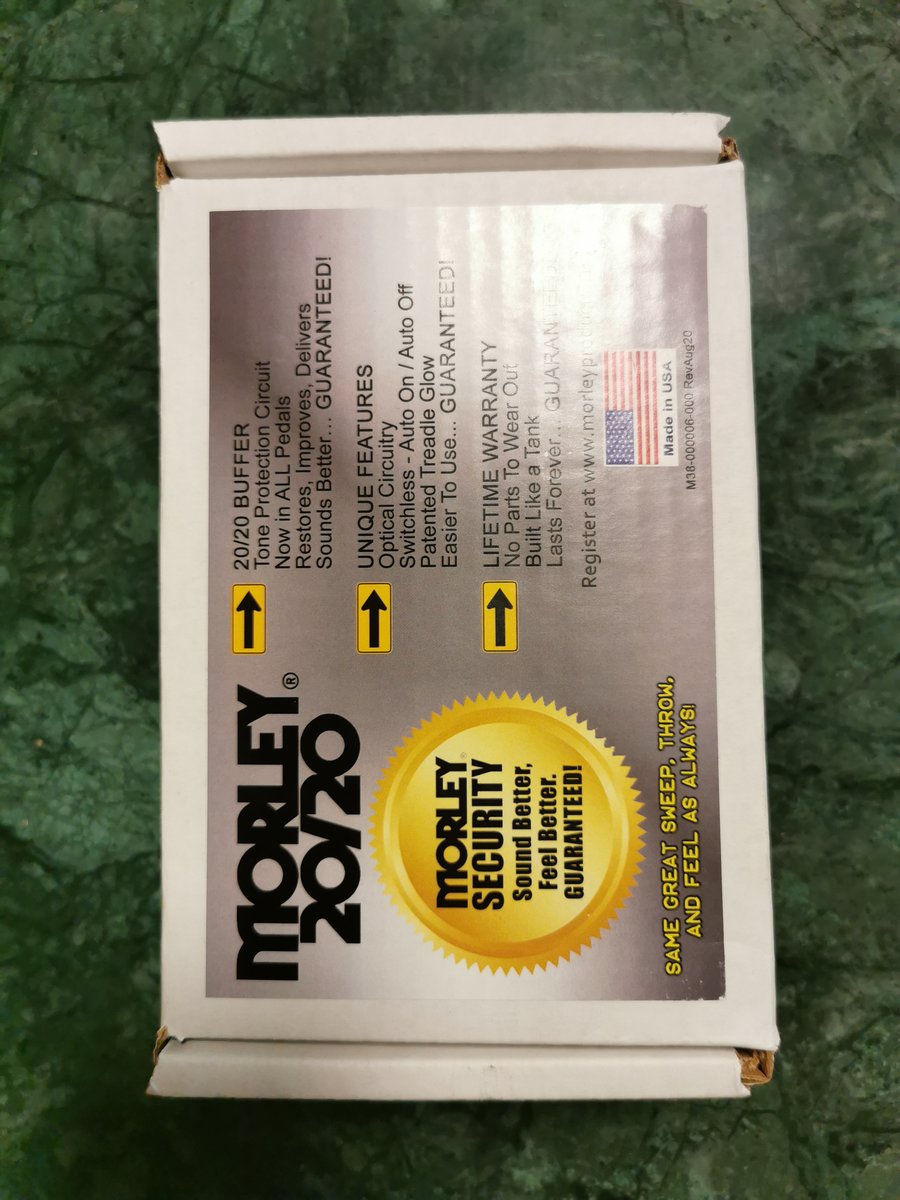 MORLEY®
20/20
MORLEY®
SECURITY
Sound Better,
Feel Better.
GUARANTEED!
SAME GREAT SWEEP, THROW,
AND FEEL AS ALWAYS!
20/20 BUFFER
Tone Protection Circuit
Now in ALL Pedals
Restores, Improves, Delivers
Sounds Better.... GUARANTEED!
UNIQUE FEATURES
Optical Circuitry
Switchless - Auto On / Auto Off
Patented Treadle Glow
Easier To Use... GUARANTEED!
LIFETIME WARRANTY
No Parts To Wear Out
Built Like a Tank
Lasts Forever...
Register at
Made in USA
M38-000006-000 RevAug20